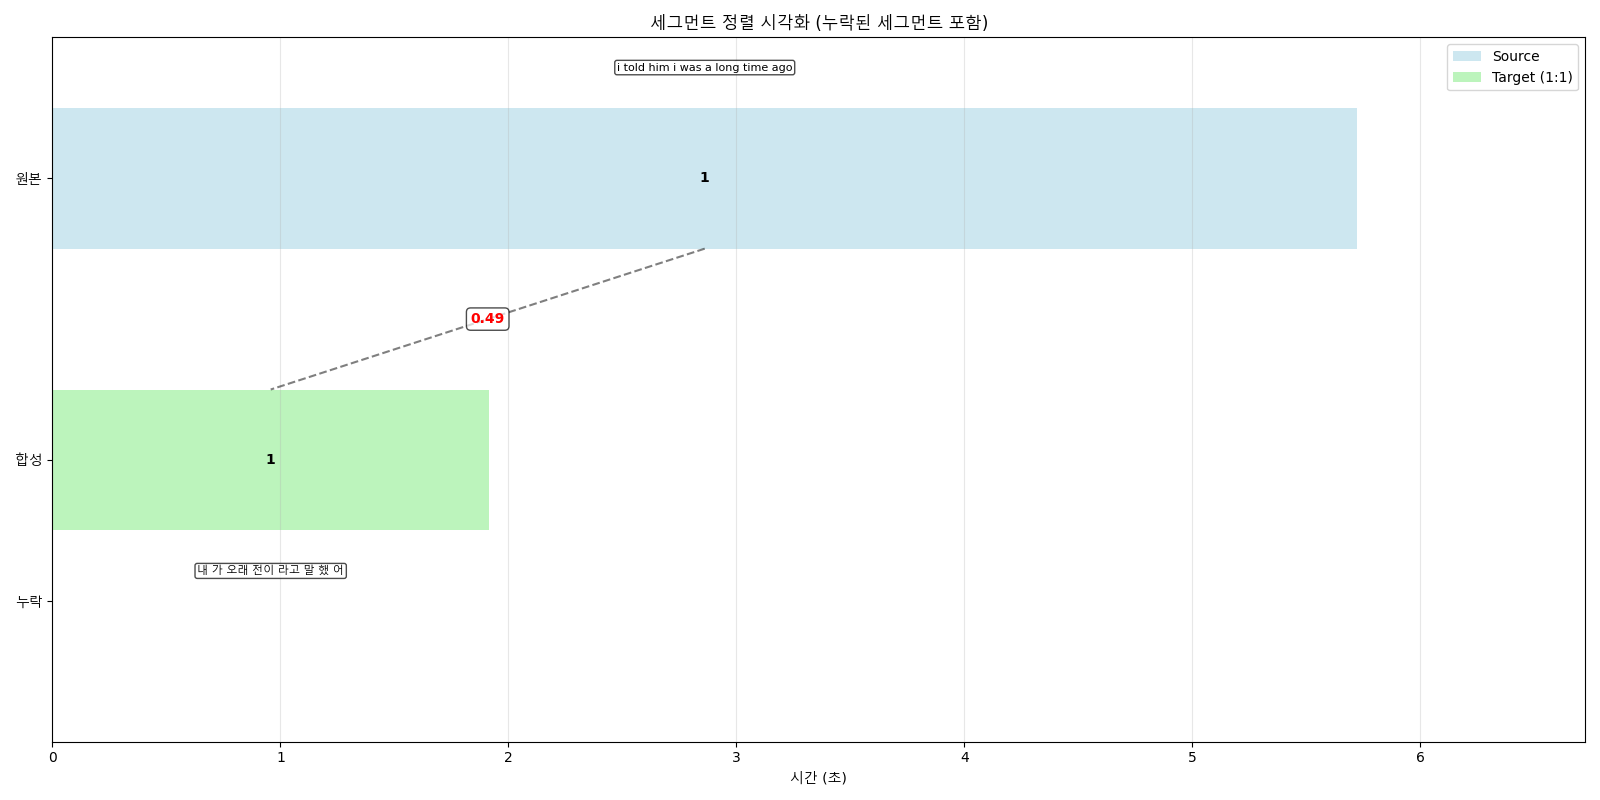 세그먼트 정렬 시각화 (누락된 세그먼트 포함)
i told him i was a long time ago
Source
Target (1:1)
원본
1
0.49
합성
1
내 가 오래 전이 라고 말 했 어
누락
0 1 2 3 4 5 6
시간 (초)